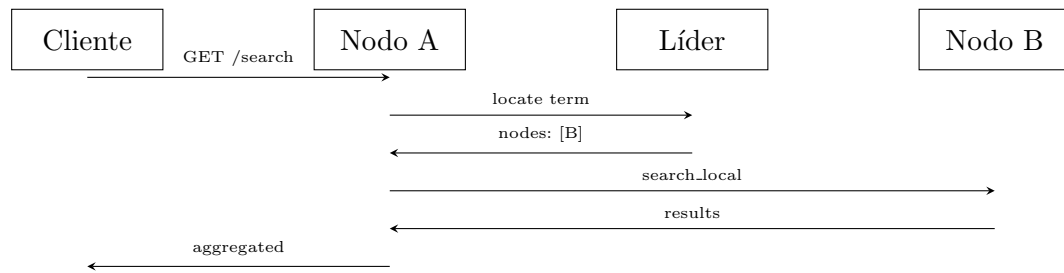 Cliente
Nodo A
Líder
Nodo B
GET /search
locate term
nodes: [B]
search_local
results
aggregated